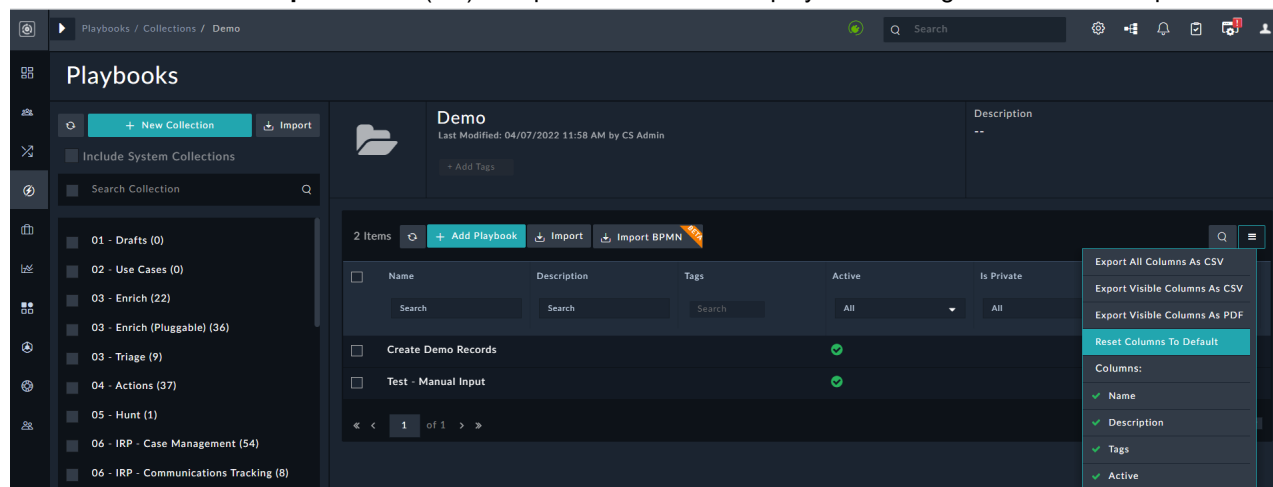 Playbooks / Collections / Demo
Search
Playbooks
+ New Collection
Import
Include System Collections
Search Collection
01 - Drafts (0)
02 - Use Cases (0)
03 - Enrich (22)
03 - Enrich (Pluggable) (36)
03 - Triage (9)
04 - Actions (37)
05 - Hunt (1)
06 - IRP - Case Management (54)
06 - IRP - Communications Tracking (8)
Demo
Last Modified: 04/07/2022 11:58 AM by CS Admin
+ Add Tags
Description
--
2 Items
+ Add Playbook
Import
Import BPMN
BETA
Name Description Tags Active Is Private
Search Search Search All All
Create Demo Records
Test - Manual Input
« < 1 of 1 > »
Export All Columns As CSV
Export Visible Columns As CSV
Export Visible Columns As PDF
Reset Columns To Default
Columns:
Name
Description
Tags
Active